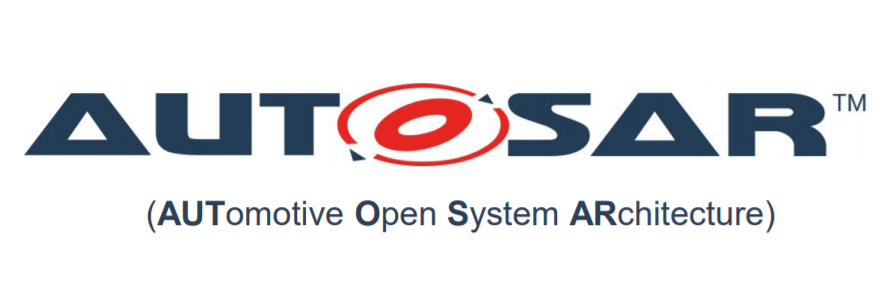 AUTOSAR™
(AUTomotive Open System ARchitecture)